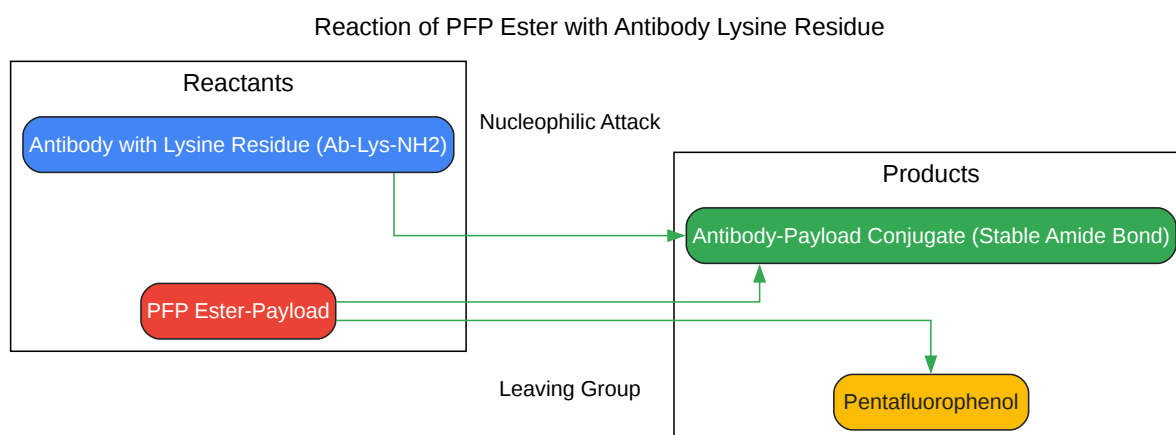 Reaction of PFP Ester with Antibody Lysine Residue
Reactants
Antibody with Lysine Residue (Ab-Lys-NH2)
PFP Ester-Payload
Nucleophilic Attack
Leaving Group
Products
Antibody-Payload Conjugate (Stable Amide Bond)
Pentafluorophenol